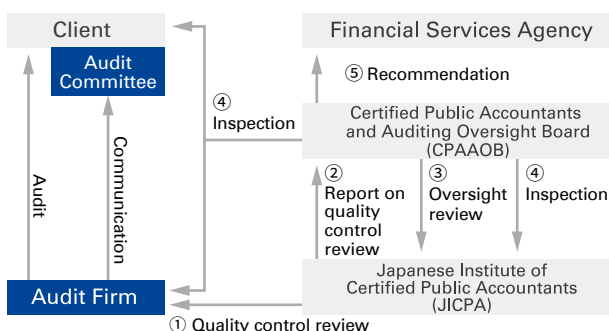 Client
Financial Services Agency
Audit
Committee
⑤ Recommendation
④
Inspection
Certified Public Accountants
and Auditing Oversight Board
(CPAAOB)
Audit
Communication
②
Report on
quality
control
review
③
Oversight
review
④
Inspection
Audit Firm
Japanese Institute of
Certified Public Accountants
(JICPA)
① Quality control review